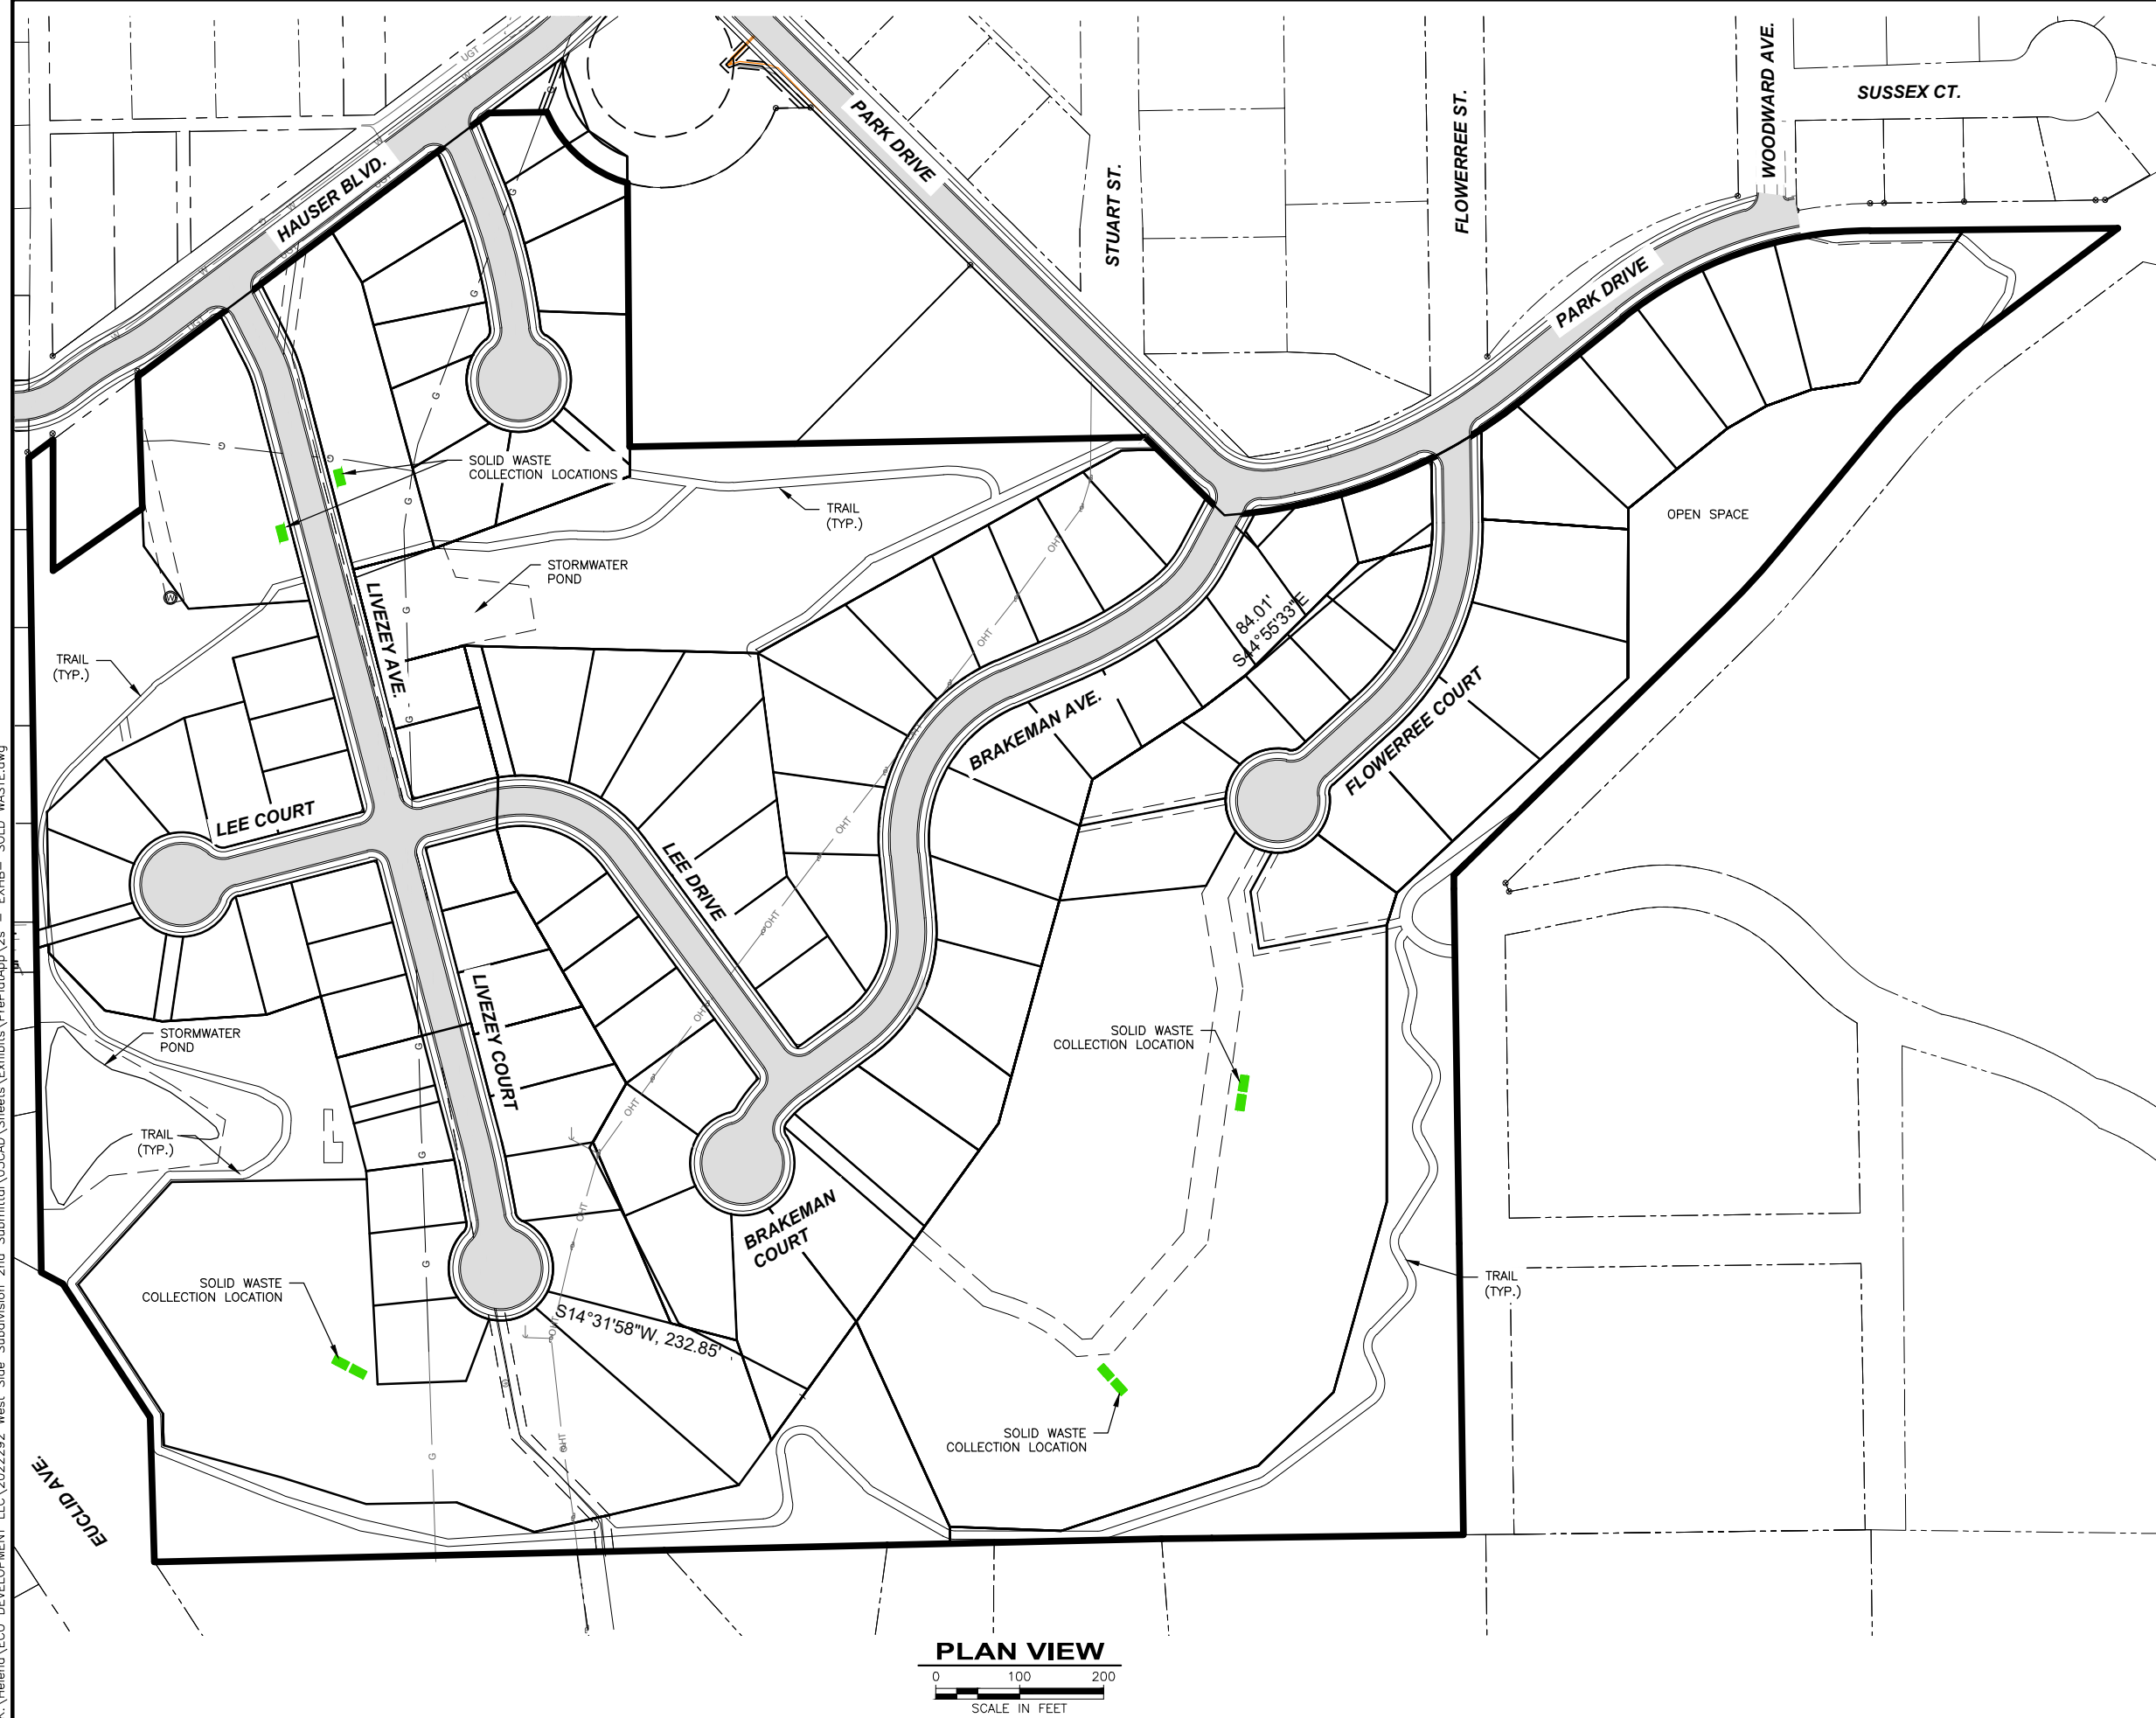 HAUSER BLVD.
PARK DRIVE
STUART ST.
FLOWERREE ST.
WOODWARD AVE.
SUSSEX CT.
PARK DRIVE
SOLID WASTE
COLLECTION LOCATIONS
TRAIL
(TYP.)
OPEN SPACE
STORMWATER
POND
LIVEZEY AVE.
TRAIL
(TYP.)
84.01'
S44°55'33"E
BRAKEMAN AVE.
FLOWERREE COURT
LEE COURT
LEE DRIVE
LIVEZEY COURT
STORMWATER
POND
SOLID WASTE
COLLECTION LOCATION
TRAIL
(TYP.)
BRAKEMAN
COURT
SOLID WASTE
COLLECTION LOCATION
TRAIL
(TYP.)
S14°31'58"W, 232.85'
SOLID WASTE
COLLECTION LOCATION
EUCLID AVE.
PLAN VIEW
0 100 200
SCALE IN FEET
UGT
W
G
OHT